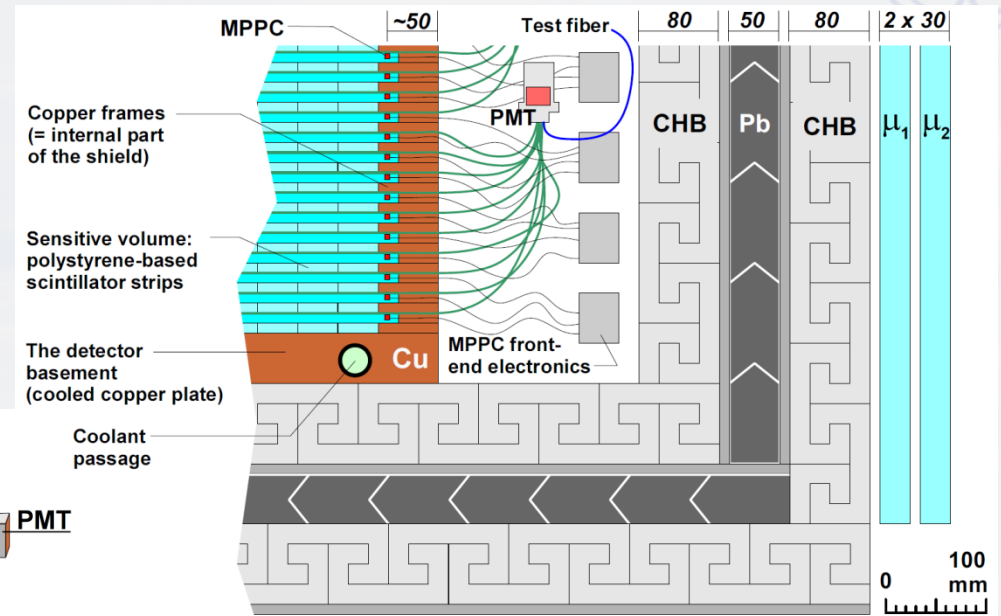 ~50
80
50
80
2 x 30
MPPC
Test fiber
Copper frames
(= internal part
of the shield)
PMT
CHB
Pb
CHB
μ1
μ2
Sensitive volume:
polystyrene-based
scintillator strips
The detector
basement
(cooled copper plate)
Cu
MPPC front-
end electronics
Coolant
passage
PMT
0
100
mm